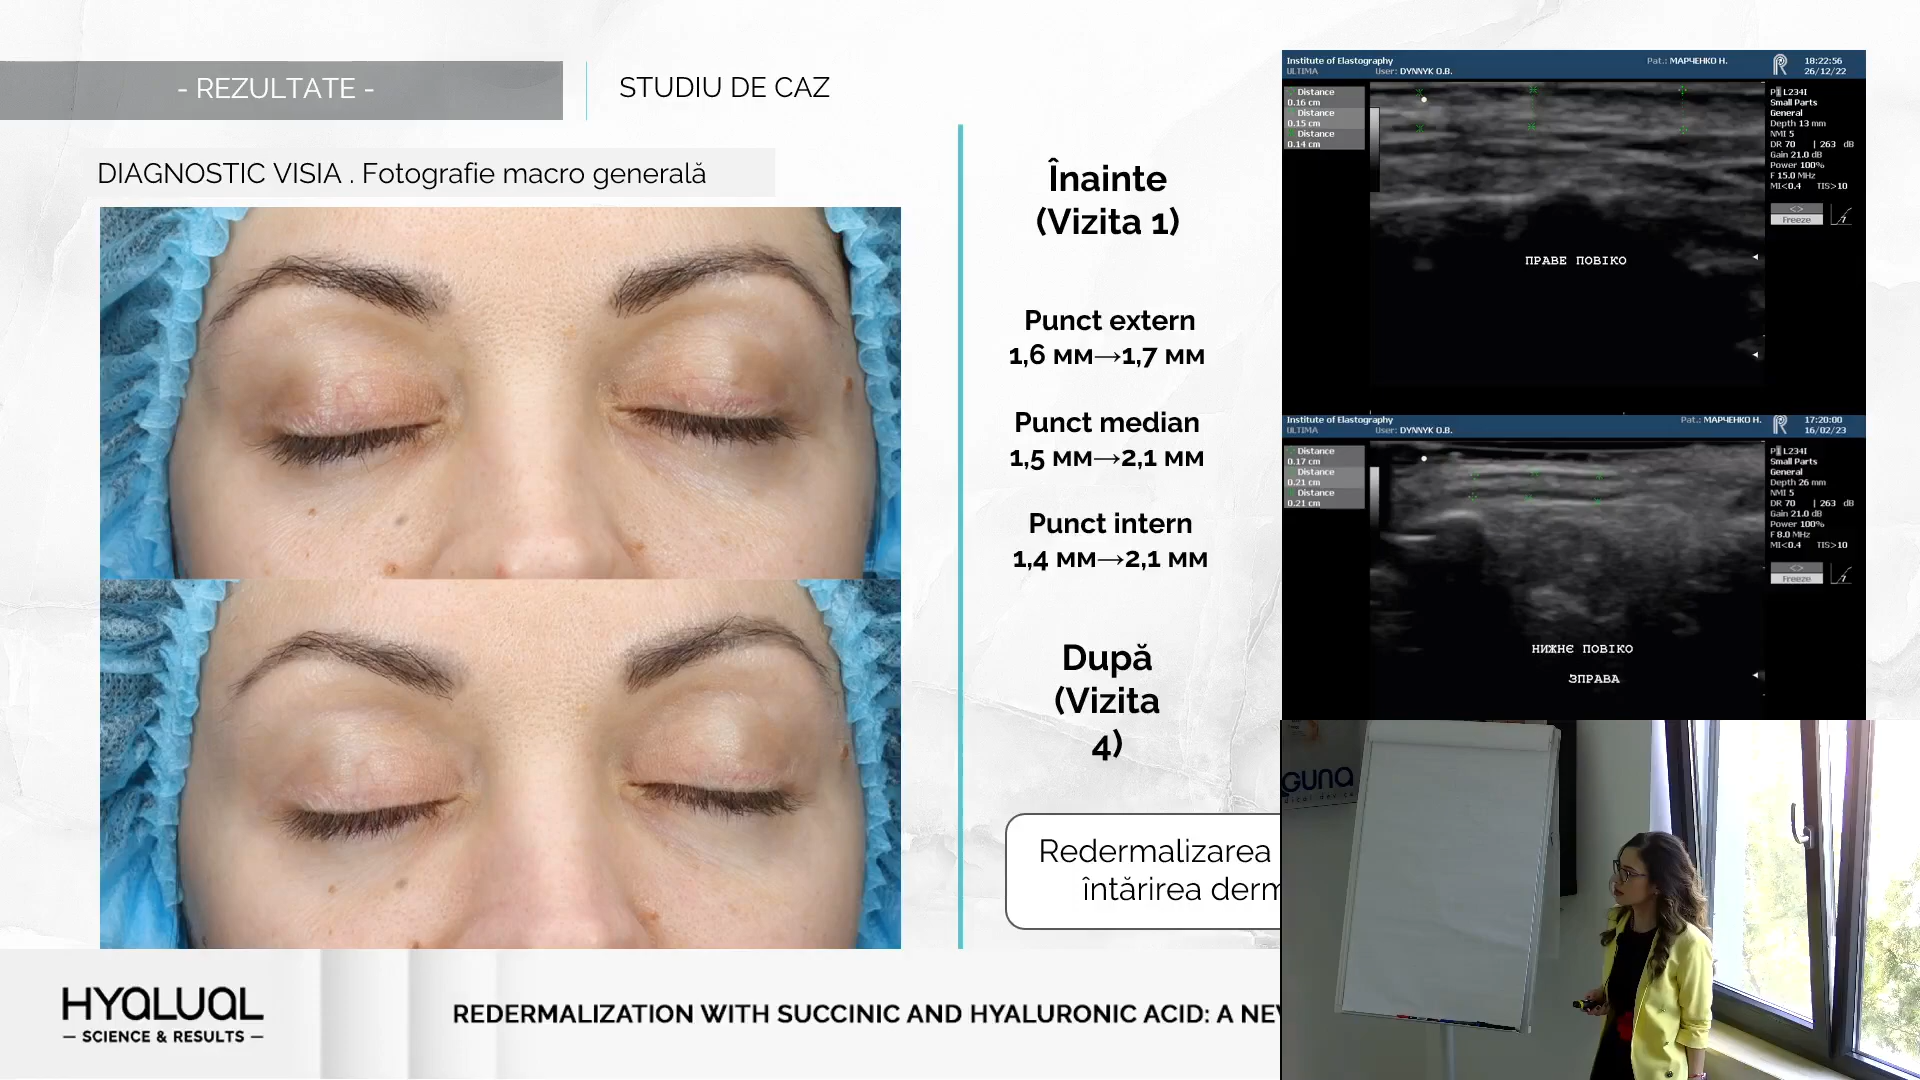 - REZULTATE -
STUDIU DE CAZ
DIAGNOSTIC VISIA . Fotografie macro generală
Înainte
(Vizita 1)
Punct extern
1,6 мм→1,7 мм
Punct median
1,5 мм→2,1 мм
Punct intern
1,4 мм→2,1 мм
După
(Vizita
4)
Redermalizarea
întărirea derm
HYALUAL
— SCIENCE & RESULTS —
REDERMALIZATION WITH SUCCINIC AND HYALURONIC ACID: A NE
Institute of Elastography
Pat.: МАРЧЕНКО Н.
18:22:56
ULTIMA
User: DYNNYK O.B.
26/12/22
Distance
0.16 cm
Distance
0.15 cm
Distance
0.14 cm
L234I
Small Parts
General
Depth 13 mm
NMI 5
DR 70 | 263 dB
Gain 21.0 dB
Power 100%
F 15.0 MHz
MI<0.4 TIS>10
<>
Freeze
ПРАВЕ ПОВІКО
Institute of Elastography
Pat.: МАРЧЕНКО Н.
17:20:00
ULTIMA
User: DYNNYK O.B.
16/02/23
Distance
0.17 cm
Distance
0.21 cm
Distance
0.21 cm
L234I
Small Parts
General
Depth 26 mm
NMI 5
DR 70 | 263 dB
Gain 21.0 dB
Power 100%
F 8.0 MHz
MI<0.4 TIS>10
<>
Freeze
НИЖНЄ ПОВІКО
ЗПРАВА
GUNA